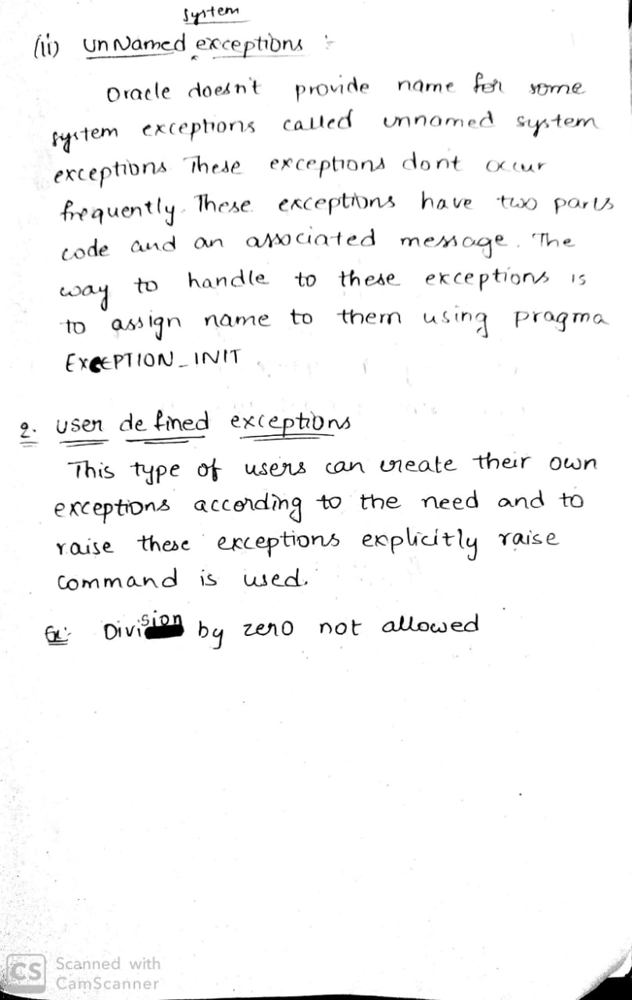 System
(ii) UnNamed exceptions :-
Oracle doesn't provide name for some
system exceptions called unnamed system
exceptions These exceptions dont occur
frequently. These exceptions have two parts
code and an associated message. The
way to handle to these exceptions is
to assign name to them using pragma
EXCEPTION_INIT
2. User defined exceptions
This type of users can create their own
exceptions according to the need and to
raise these exceptions explicitly raise
command is used.
Ex:- Division by zero not allowed
CS Scanned with
CamScanner